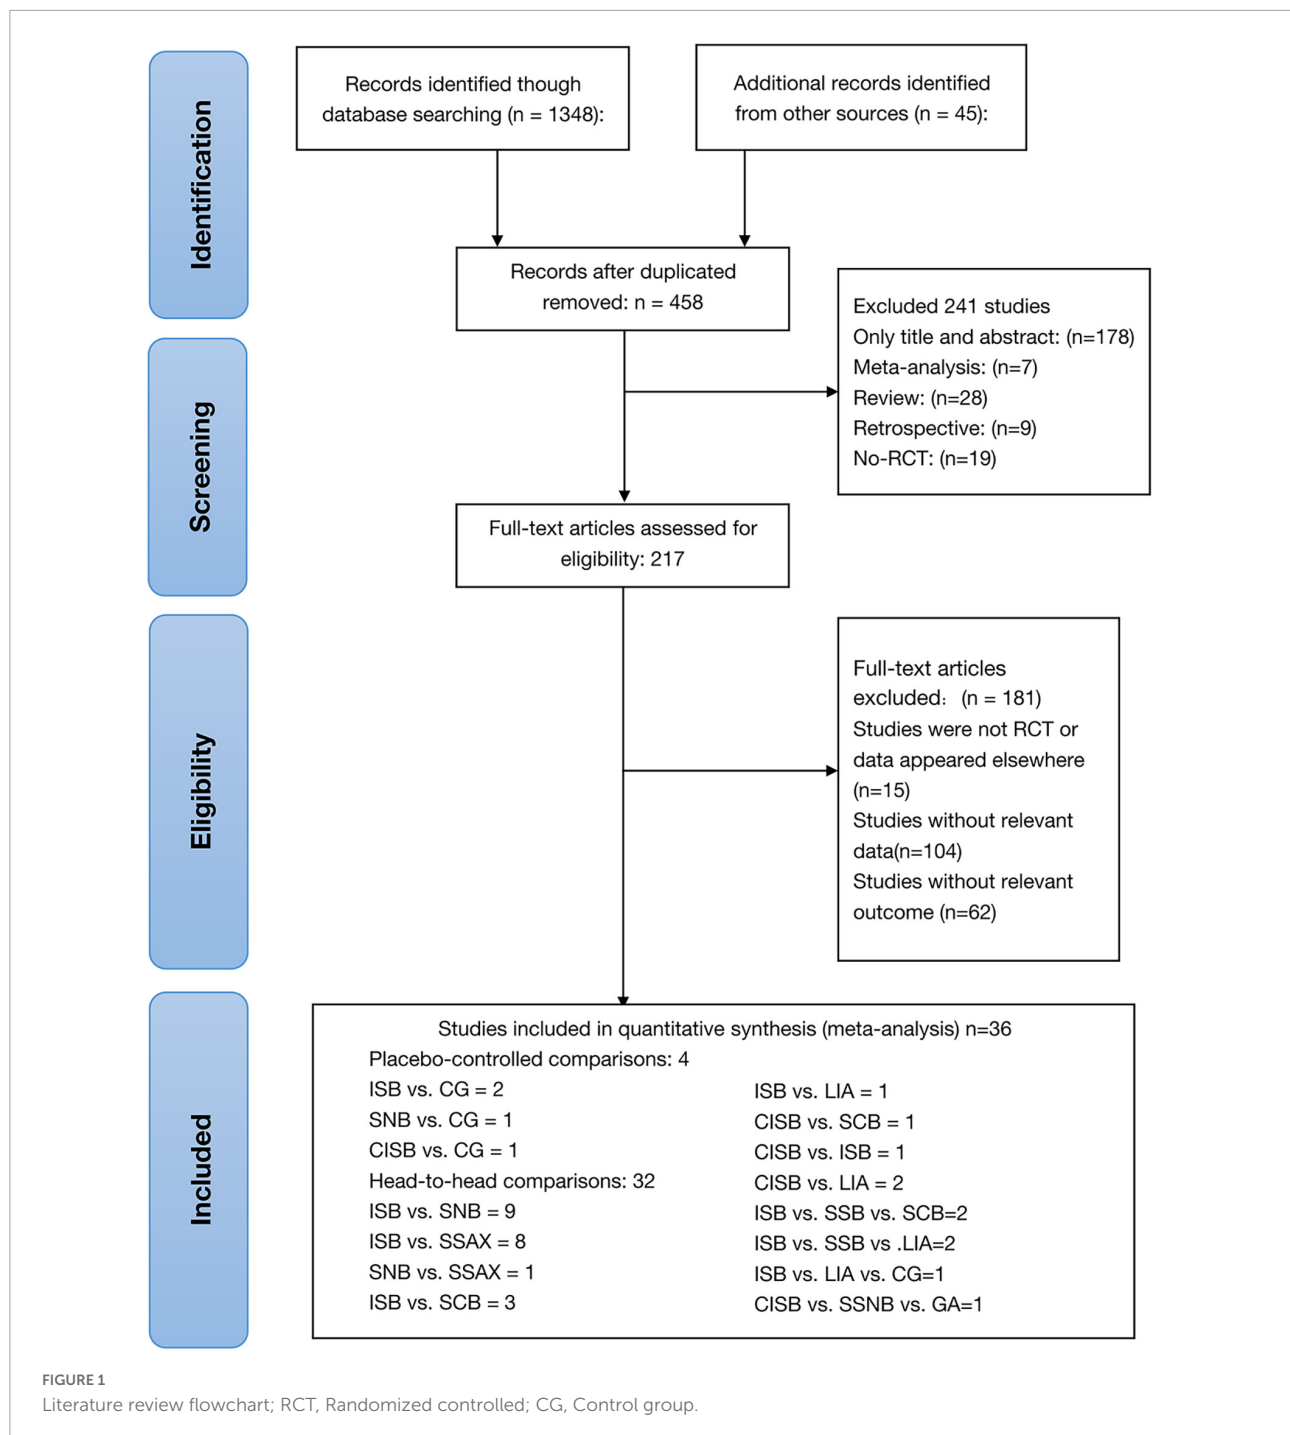 Identification
Records identified though
database searching (n = 1348):
Additional records identified
from other sources (n = 45):
Records after duplicated
removed: n = 458
Screening
Excluded 241 studies
Only title and abstract: (n=178)
Meta-analysis: (n=7)
Review: (n=28)
Retrospective: (n=9)
No-RCT: (n=19)
Full-text articles assessed for
eligibility: 217
Eligibility
Full-text articles
excluded: (n = 181)
Studies were not RCT or
data appeared elsewhere
(n=15)
Studies without relevant
data(n=104)
Studies without relevant
outcome (n=62)
Included
Studies included in quantitative synthesis (meta-analysis) n=36
Placebo-controlled comparisons: 4
ISB vs. CG = 2
SNB vs. CG = 1
CISB vs. CG = 1
Head-to-head comparisons: 32
ISB vs. SNB = 9
ISB vs. SSAX = 8
SNB vs. SSAX = 1
ISB vs. SCB = 3
ISB vs. LIA = 1
CISB vs. SCB = 1
CISB vs. ISB = 1
CISB vs. LIA = 2
ISB vs. SSB vs. SCB=2
ISB vs. SSB vs .LIA=2
ISB vs. LIA vs. CG=1
CISB vs. SSNB vs. GA=1
FIGURE 1
Literature review flowchart; RCT, Randomized controlled; CG, Control group.